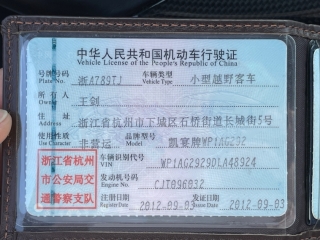 中华人民共和国机动车行驶证
Vehicle License of the People's Republic of China
号牌号码 浙A789TJ 车辆类型 小型越野客车
Plate No. Vehicle Type
所有人 王剑
Owner
住址 浙江省杭州市下城区石桥街道长城街5号
Address
使用性质 非营运 品牌型号 凯宴牌WP1AG292
Use Character Model
浙江省杭州市公安局交通警察支队
车辆识别代号 WP1AG2929DLA48924
VIN
发动机号码 CJT096032
Engine No.
注册日期 2012-09-03 发证日期 2012-09-03
Register Date Issue Date